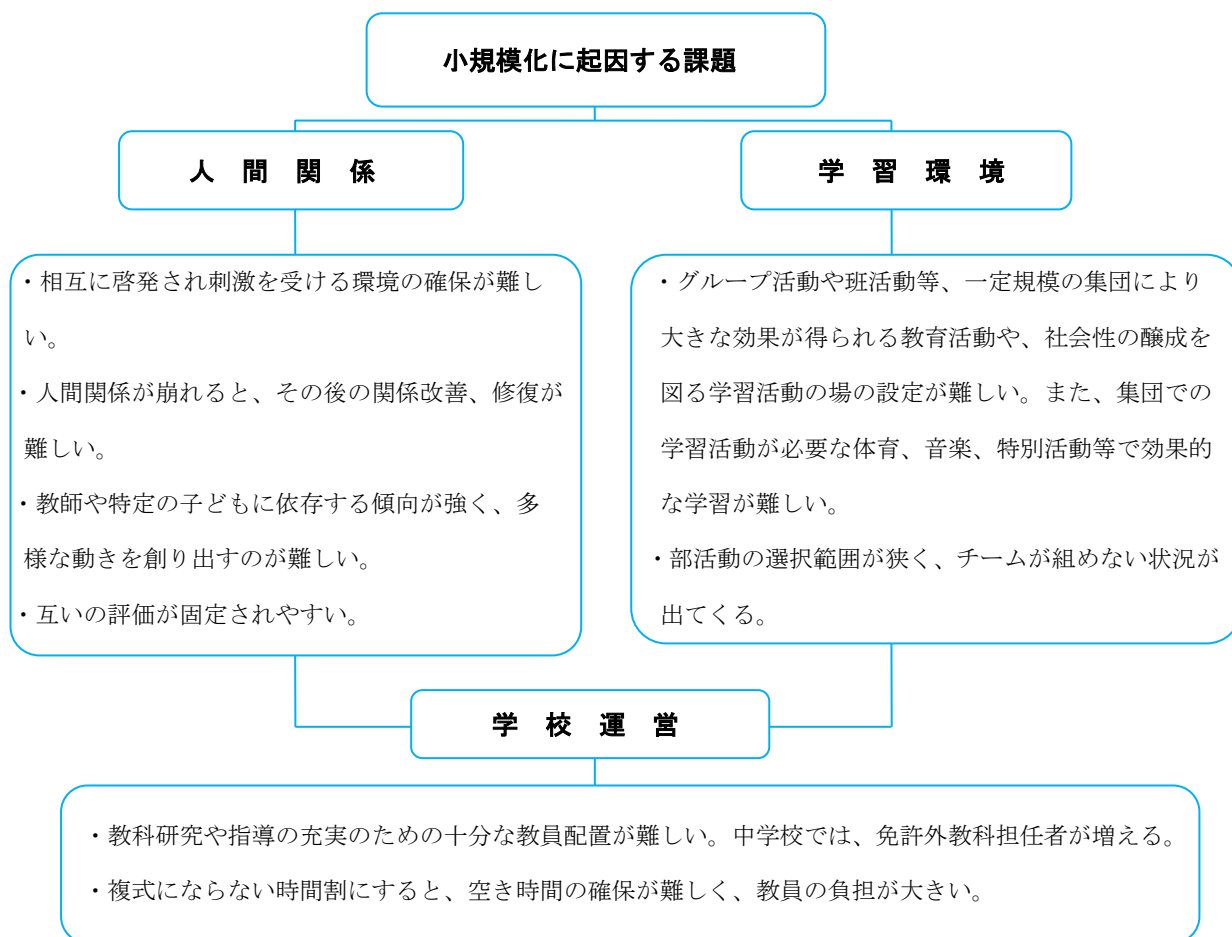 小規模化に起因する課題
人間関係
・相互に啓発され刺激を受ける環境の確保が難し
い。
・人間関係が崩れると、その後の関係改善、修復が
難しい。
・教師や特定の子どもに依存する傾向が強く、多
様な動きを創り出すのが難しい。
・互いの評価が固定されやすい。
学習環境
・グループ活動や班活動等、一定規模の集団により
大きな効果が得られる教育活動や、社会性の醸成を
図る学習活動の場の設定が難しい。また、集団での
学習活動が必要な体育、音楽、特別活動等で効果的
な学習が難しい。
・部活動の選択範囲が狭く、チームが組めない状況が
出てくる。
学校運営
・教科研究や指導の充実のための十分な教員配置が難しい。中学校では、免許外教科担任者が増える。
・複式にならない時間割にすると、空き時間の確保が難しく、教員の負担が大きい。